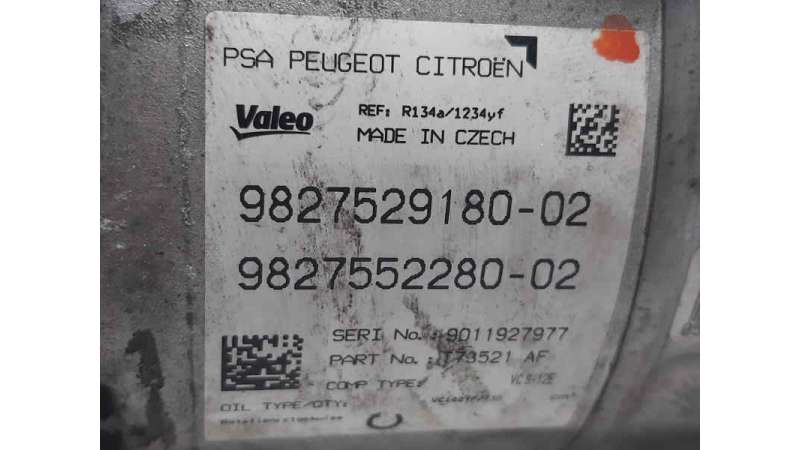 PSA PEUGEOT CITROËN
Valeo
REF: R134a/1234yf
MADE IN CZECH
9827529180-02
9827552280-02
SERI No.:9011927977
PART No.:T73521 AF
COMP TYPE:
OIL TYPE/QTY: